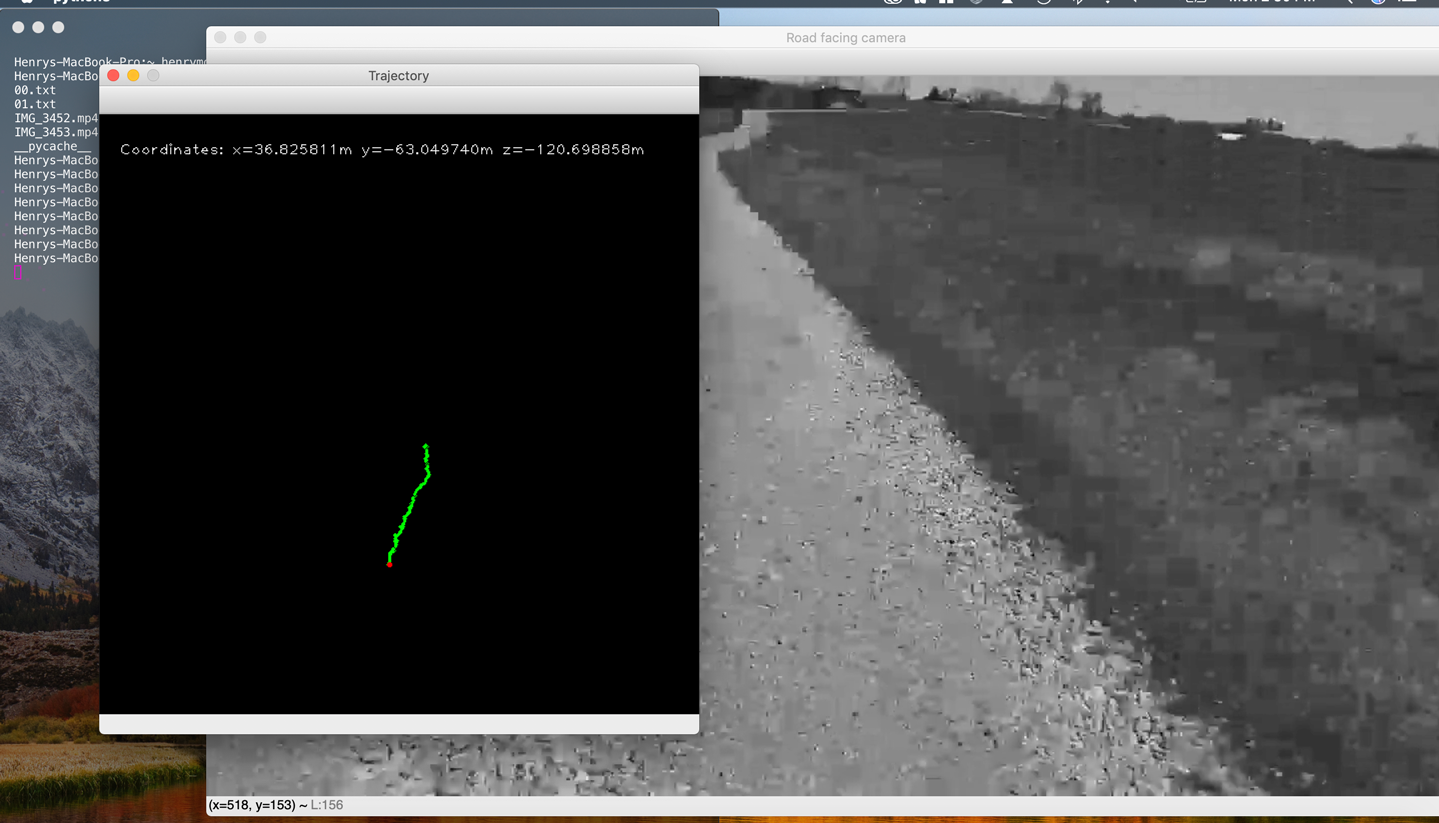 Road facing camera
Henrys-MacBook-Pro:~
Henrys-MacBo
00.txt
01.txt
IMG_3452.mp4
IMG_3453.mp4
__pycache__
Henrys-MacBo
Henrys-MacBo
Henrys-MacBo
Henrys-MacBo
Henrys-MacBo
Henrys-MacBo
Henrys-MacBo
Henrys-MacBo
Trajectory
Coordinates: x=36.825811m y=-63.049740m z=-120.698858m
(x=518, y=153) ~ L:156